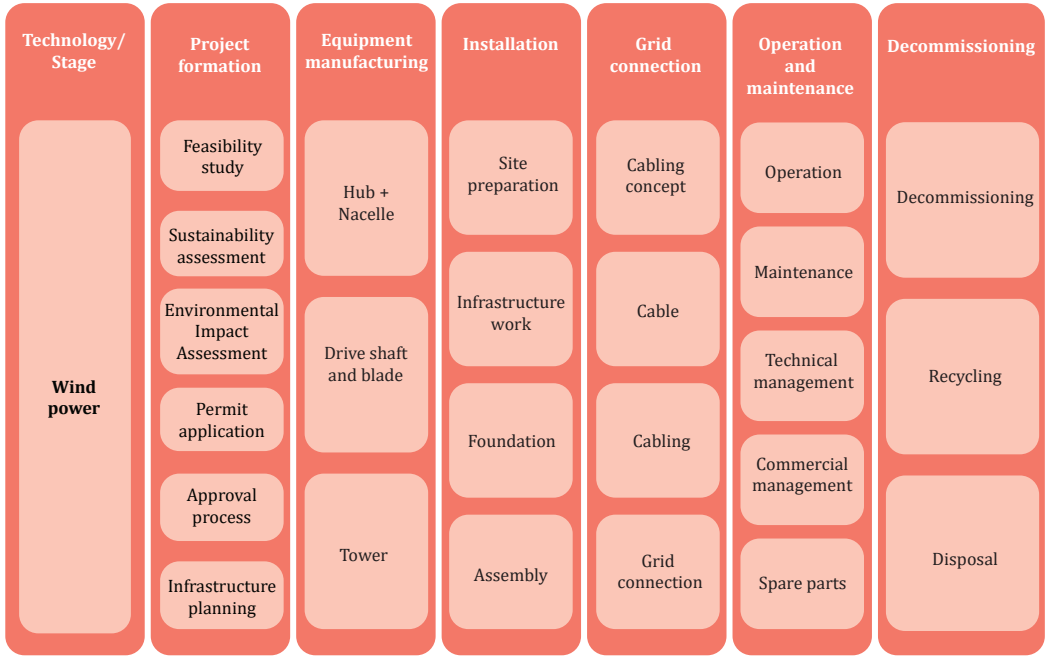 Technology/
Stage
Wind
power
Project
formation
Feasibility
study
Sustainability
assessment
Environmental
Impact
Assessment
Permit
application
Approval
process
Infrastructure
planning
Equipment
manufacturing
Hub +
Nacelle
Drive shaft
and blade
Tower
Installation
Site
preparation
Infrastructure
work
Foundation
Assembly
Grid
connection
Cabling
concept
Cable
Cabling
Grid
connection
Operation
and
maintenance
Operation
Maintenance
Technical
management
Commercial
management
Spare parts
Decommissioning
Decommissioning
Recycling
Disposal